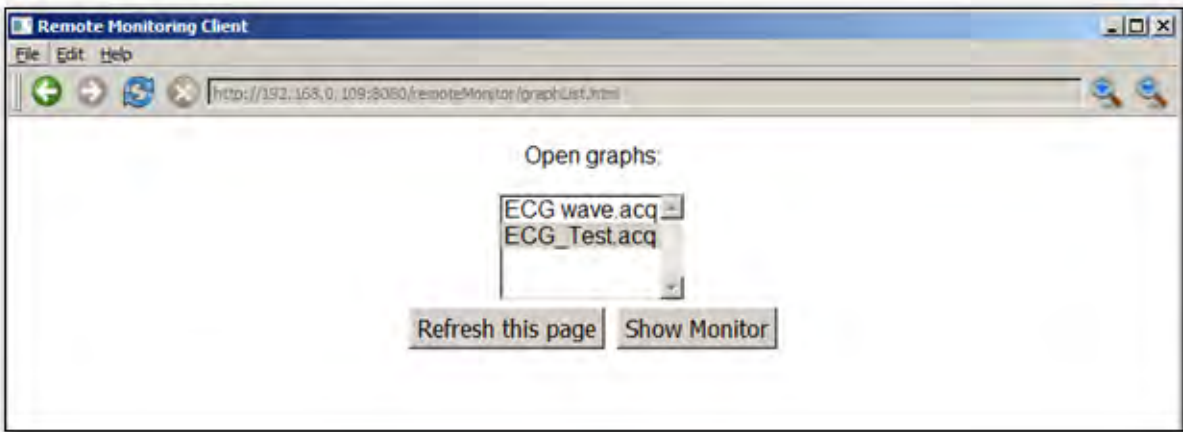 Remote Monitoring Client
File Edit Help
http://192.168.0.109:8080/remoteMonitor/graphList.html
Open graphs:
ECG wave.acq
ECG_Test.acq
Refresh this page Show Monitor